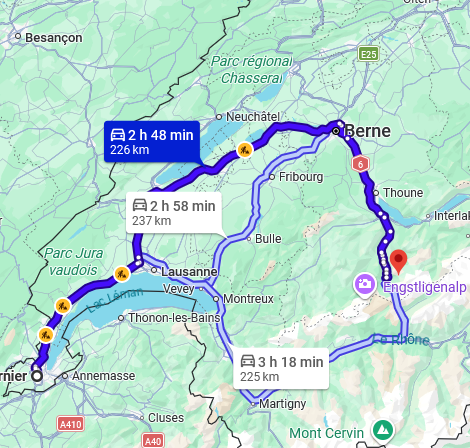 Besançon
E25
Parc régional
Chasseral
Neuchâtel
2 h 48 min
226 km
Berne
6
Fribourg
Thoune
2 h 58 min
237 km
Bulle
Parc Jura
vaudois
Lausanne
Vevey
Engstligenalp
Lac Léman
Montreux
Thonon-les-Bains
Rhône
3 h 18 min
225 km
rnier
Annemasse
Martigny
Cluses
A410
Mont Cervin
A40